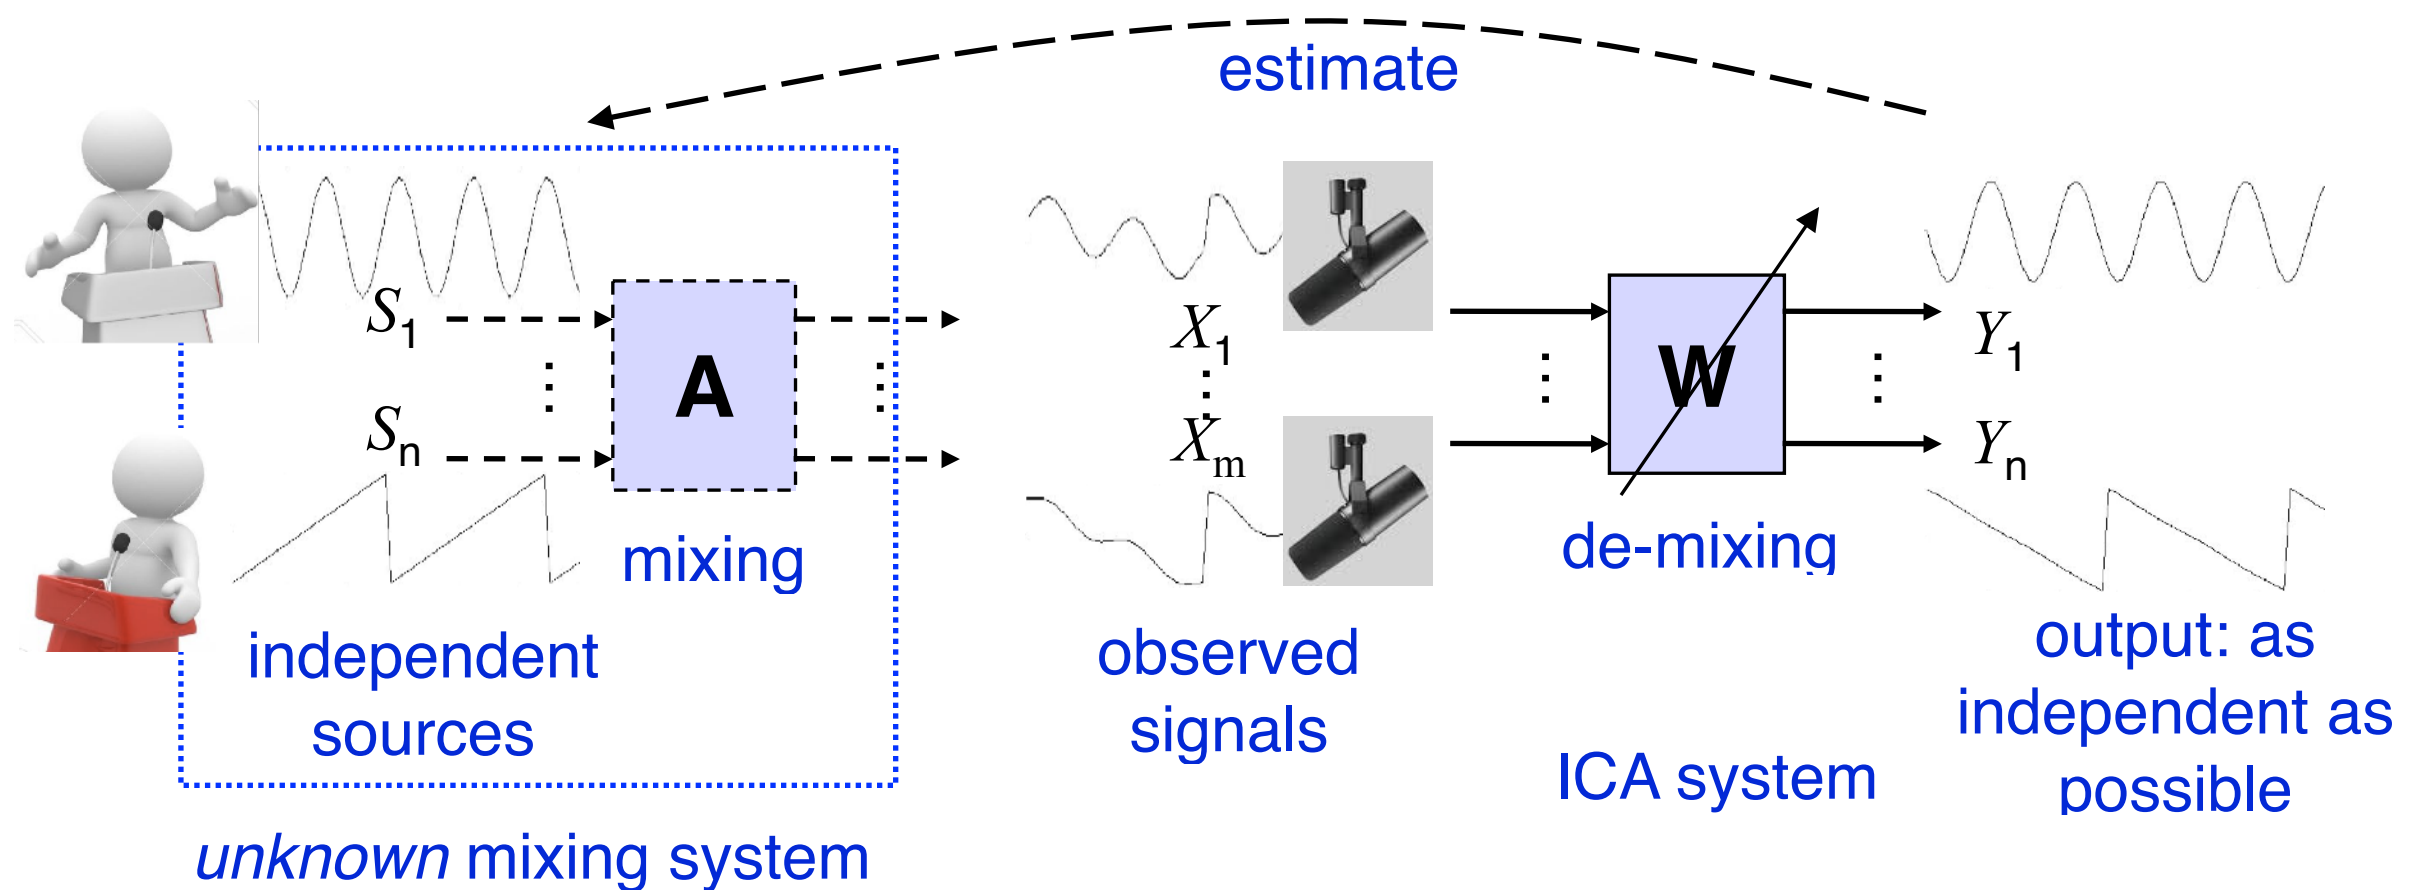 estimate
S1
⋮
Sn
A
⋮
mixing
independent
sources
unknown mixing system
X1
⋮
Xm
observed
signals
⋮
W
⋮
de-mixing
ICA system
Y1
Yn
output: as
independent as
possible